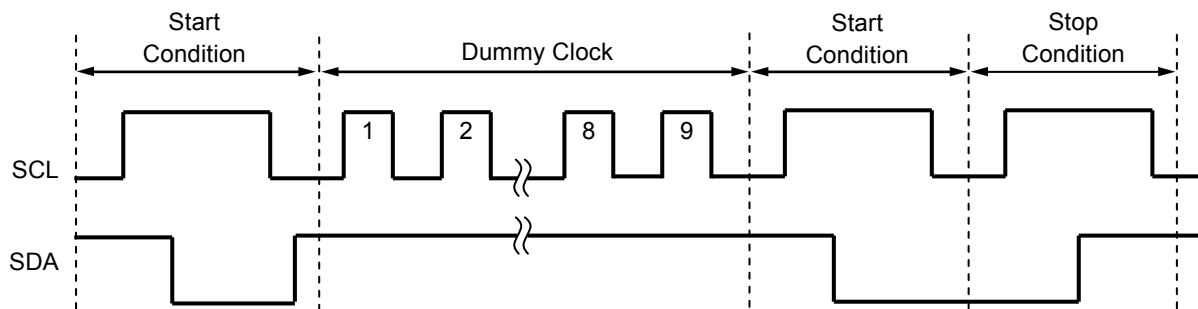 Start
Condition
Dummy Clock
Start
Condition
Stop
Condition
SCL
1 2 8 9
SDA